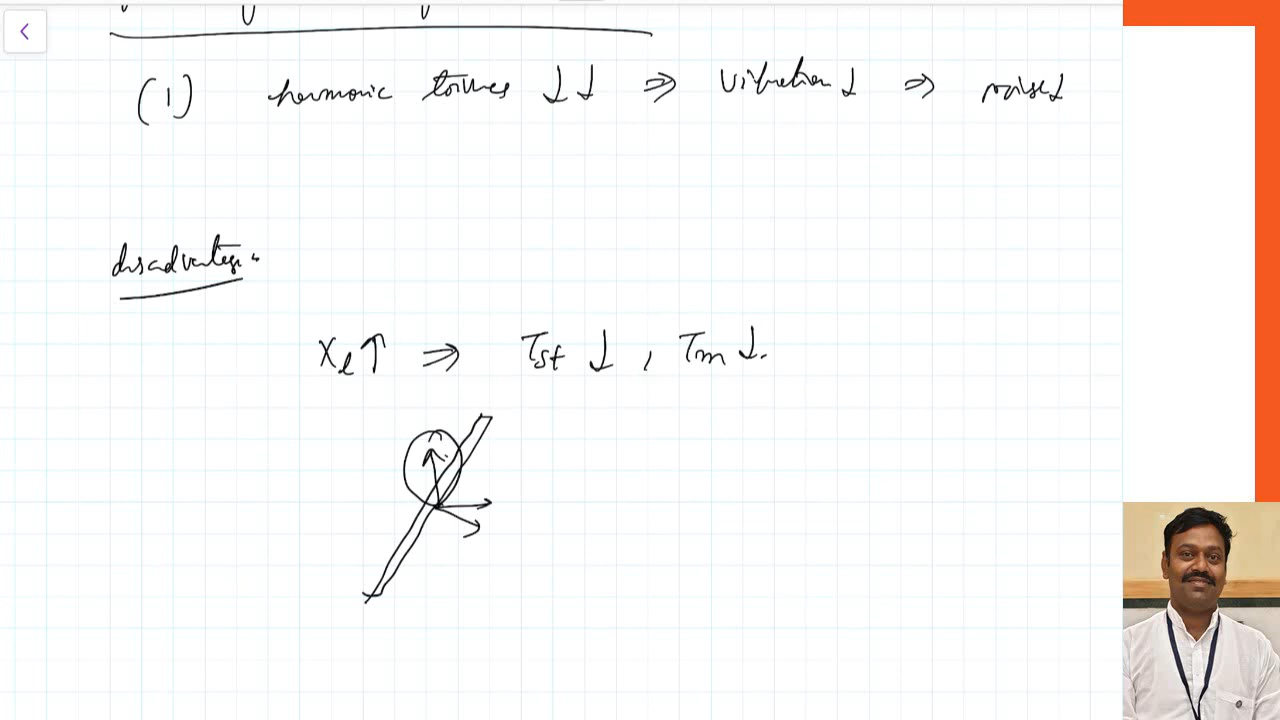 (1) harmonic torques ↓↓ ⇒ vibration ↓ ⇒ noise↓
disadvantage:
Xl↑ ⇒ Tst ↓ , Tm ↓.